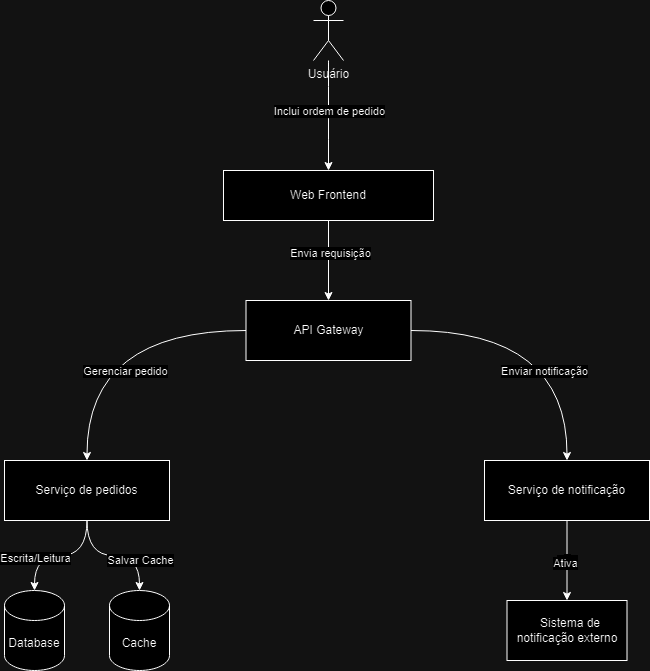 Usuário
Inclui ordem de pedido
Web Frontend
Envia requisição
API Gateway
Gerenciar pedido
Enviar notificação
Serviço de pedidos
Serviço de notificação
Escrita/Leitura
Salvar Cache
Ativa
Database
Cache
Sistema de
notificação externo